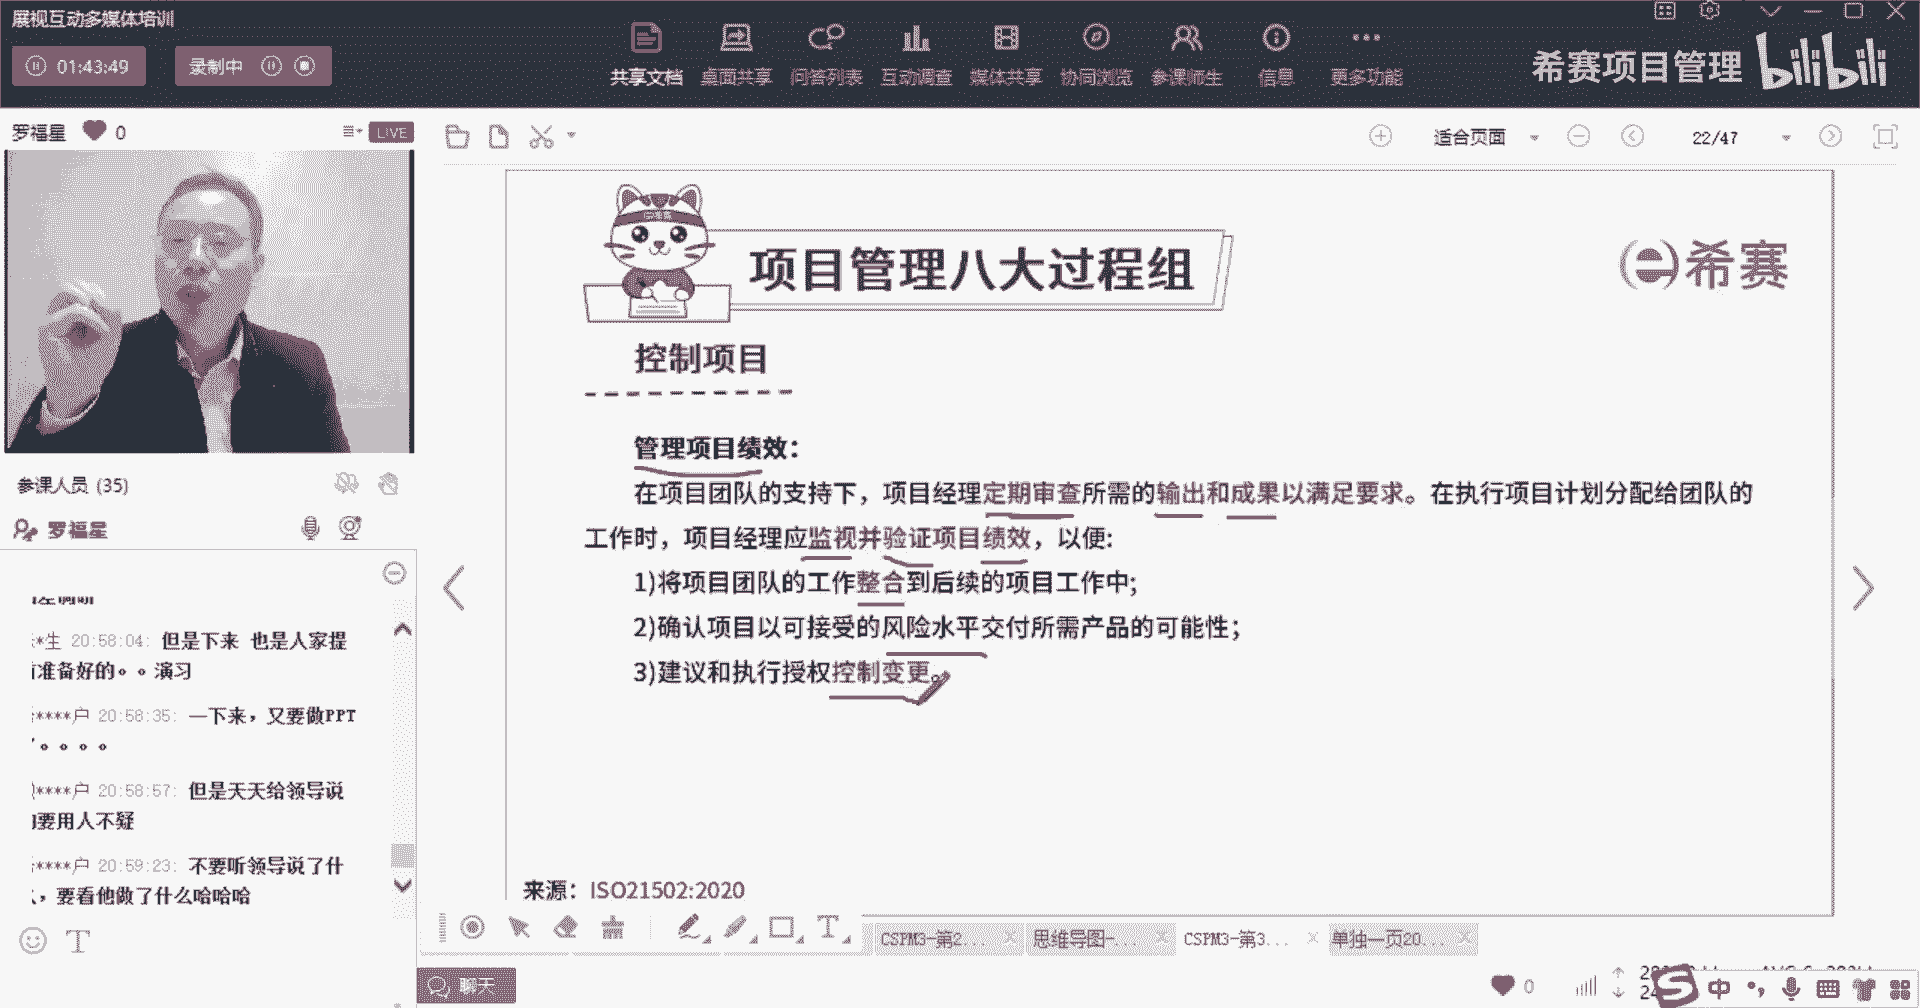 展视互动多媒体培训
01:43:49
录制中
共享文档 桌面共享 问答列表 互动调查 媒体共享 协同浏览 参课师生 信息 更多功能
希赛项目管理 bilibili
罗福星 0
LIVE
适合页面
22/47
项目管理八大过程组
希赛
控制项目
管理项目绩效:
在项目团队的支持下，项目经理定期审查所需的输出和成果以满足要求。在执行项目计划分配给团队的
工作时，项目经理应监视并验证项目绩效，以便:
1)将项目团队的工作整合到后续的项目工作中;
2)确认项目以可接受的风险水平交付所需产品的可能性;
3)建议和执行授权控制变更。
来源：ISO21502:2020
参课人员 (35)
罗福星
*生 20:58:04: 但是下来 也是人家提
准备好的。。演习
****户 20:58:35: 一下来，又要做PPT
。。。。
****户 20:58:57: 但是天天给领导说
要用人不疑
****户 20:59:23: 不要听领导说了什
，要看他做了什么哈哈哈
T
CSPM3-第2... 思维导图-... CSPM3-第3... 单独一页20...
聊天
0
中